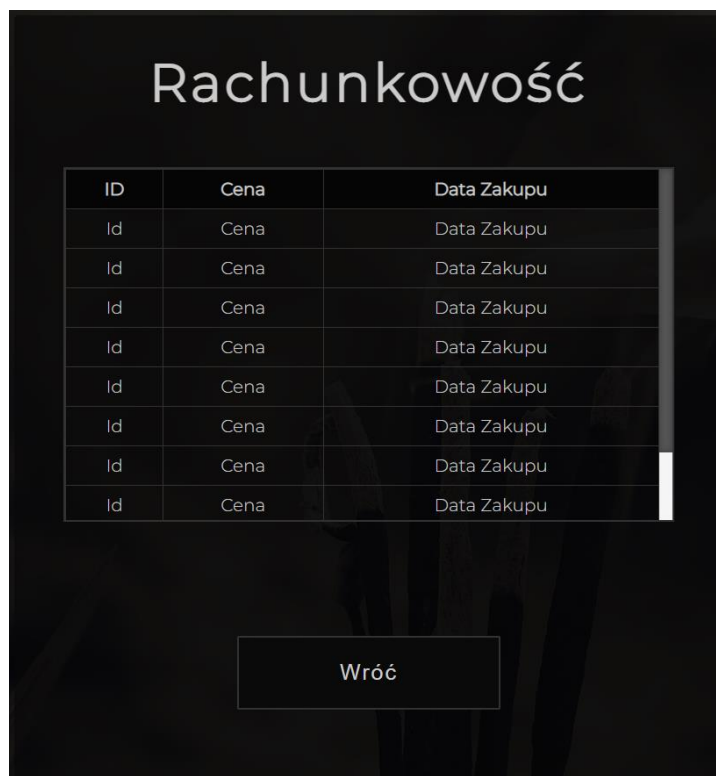 Rachunkowość
ID Cena Data Zakupu
Id Cena Data Zakupu
Id Cena Data Zakupu
Id Cena Data Zakupu
Id Cena Data Zakupu
Id Cena Data Zakupu
Id Cena Data Zakupu
Id Cena Data Zakupu
Id Cena Data Zakupu
Wróć